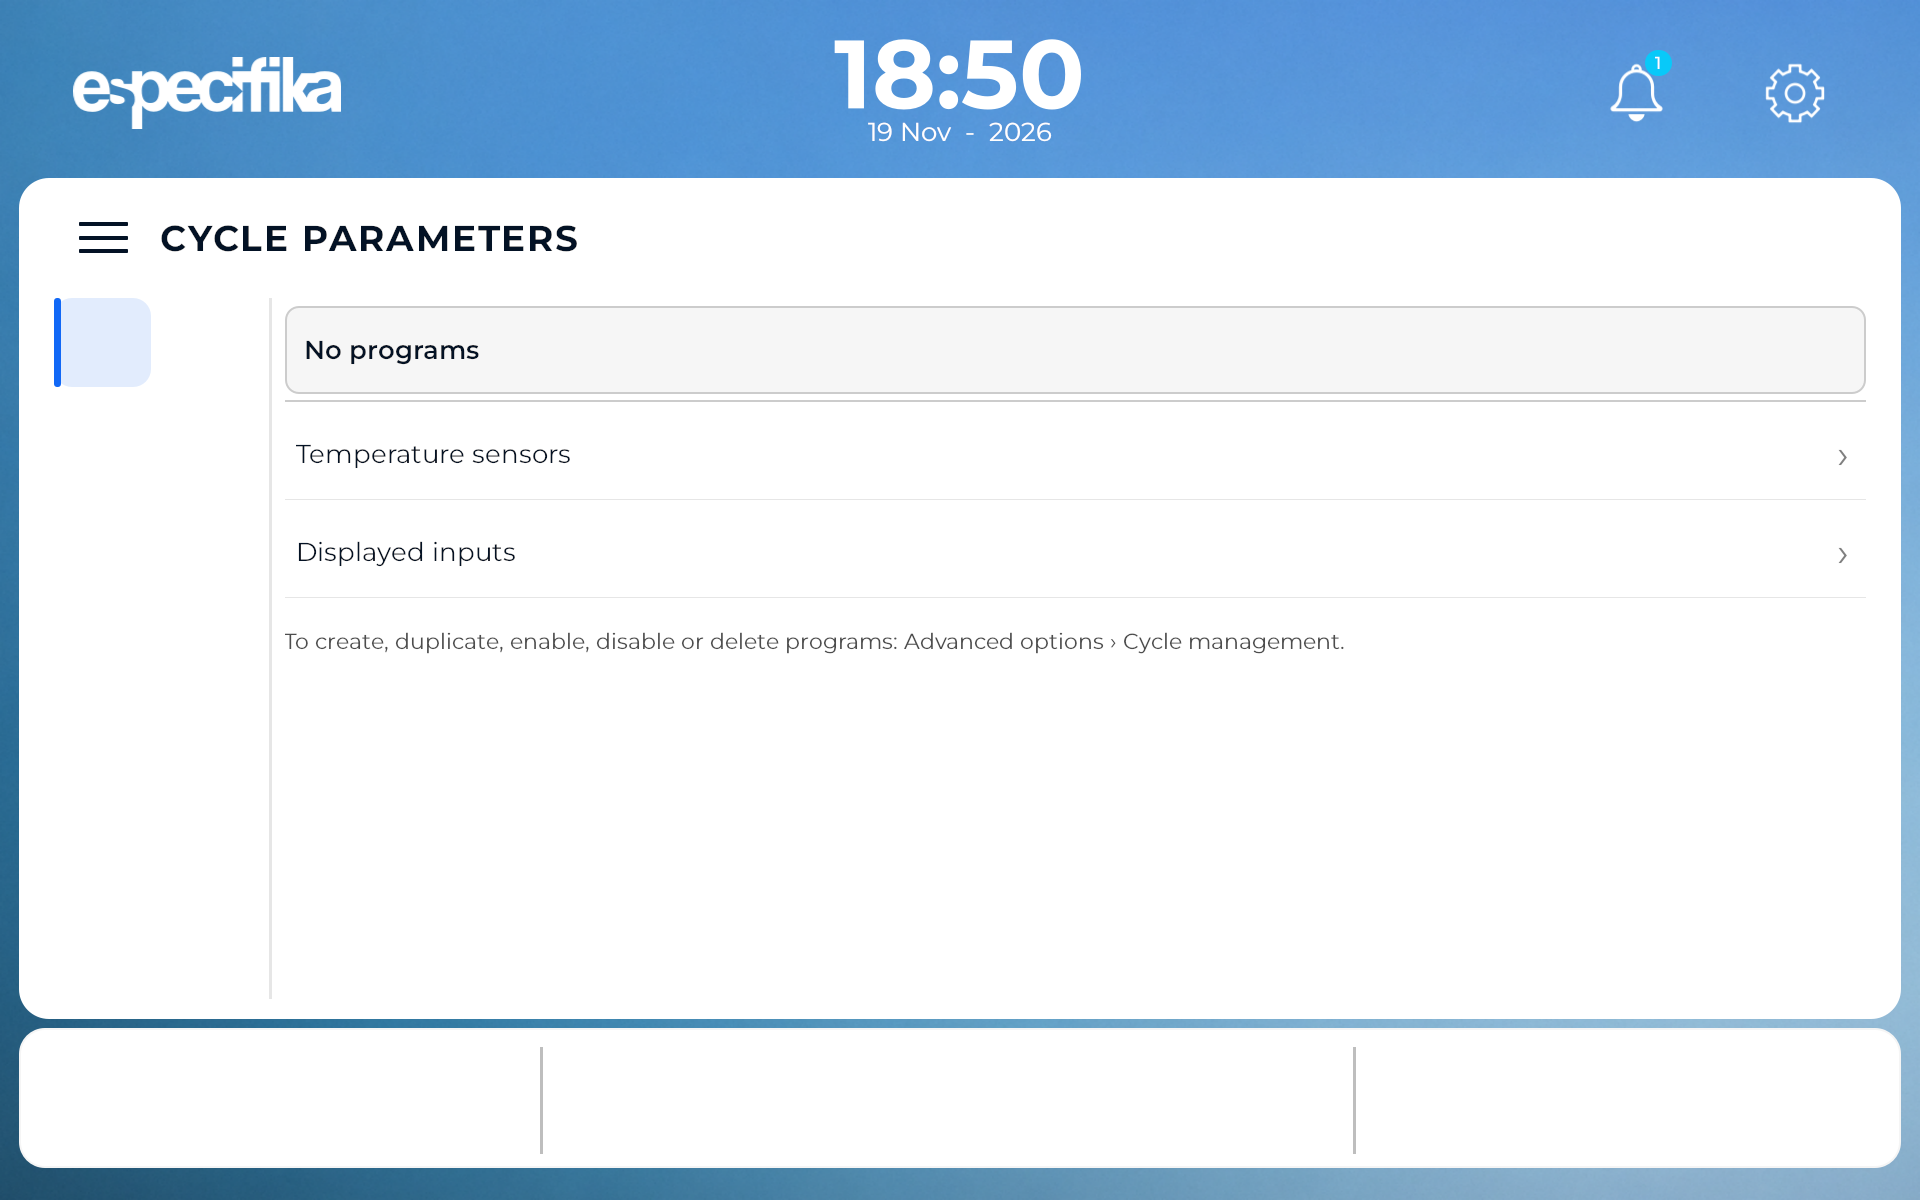 especifika
18:50
19 Nov - 2026
1
CYCLE PARAMETERS
No programs
Temperature sensors ›
Displayed inputs ›
To create, duplicate, enable, disable or delete programs: Advanced options › Cycle management.